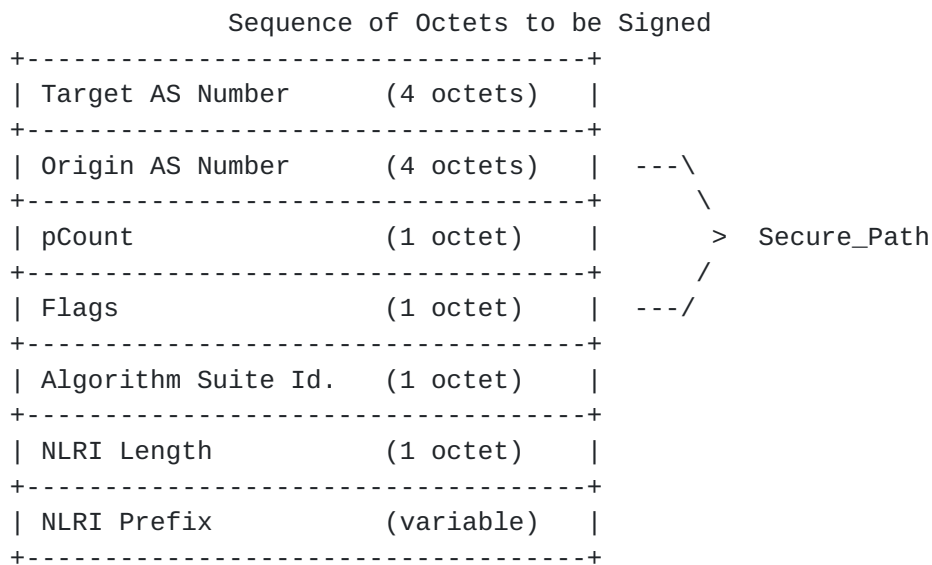 Sequence of Octets to be Signed
+------------------------------------+
| Target AS Number      (4 octets)   |
+------------------------------------+
| Origin AS Number      (4 octets)   |  ---\
+------------------------------------+      \
| pCount                (1 octet)    |       >  Secure_Path
+------------------------------------+      /
| Flags                 (1 octet)    |  ---/
+------------------------------------+
| Algorithm Suite Id.   (1 octet)    |
+------------------------------------+
| NLRI Length           (1 octet)    |
+------------------------------------+
| NLRI Prefix           (variable)   |
+------------------------------------+